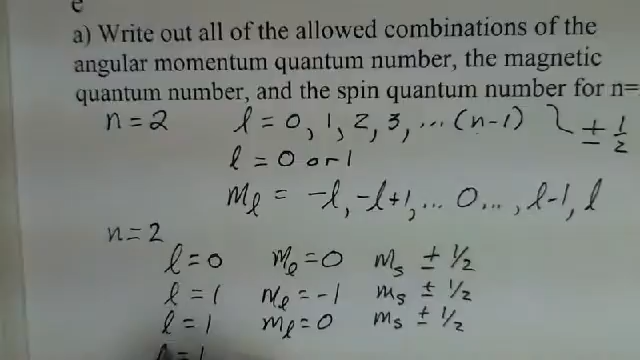 e
a) Write out all of the allowed combinations of the
angular momentum quantum number, the magnetic
quantum number, and the spin quantum number for n=
n=2 l = 0, 1, 2, 3, ... (n-1) ± 1/2
l = 0 or 1
mₗ = -l, -l+1, ... 0..., l-1, l
n=2
l=0 mₗ=0 mₛ ± 1/2
l=1 mₗ=-1 mₛ ± 1/2
l=1 mₗ=0 mₛ ± 1/2
l=1